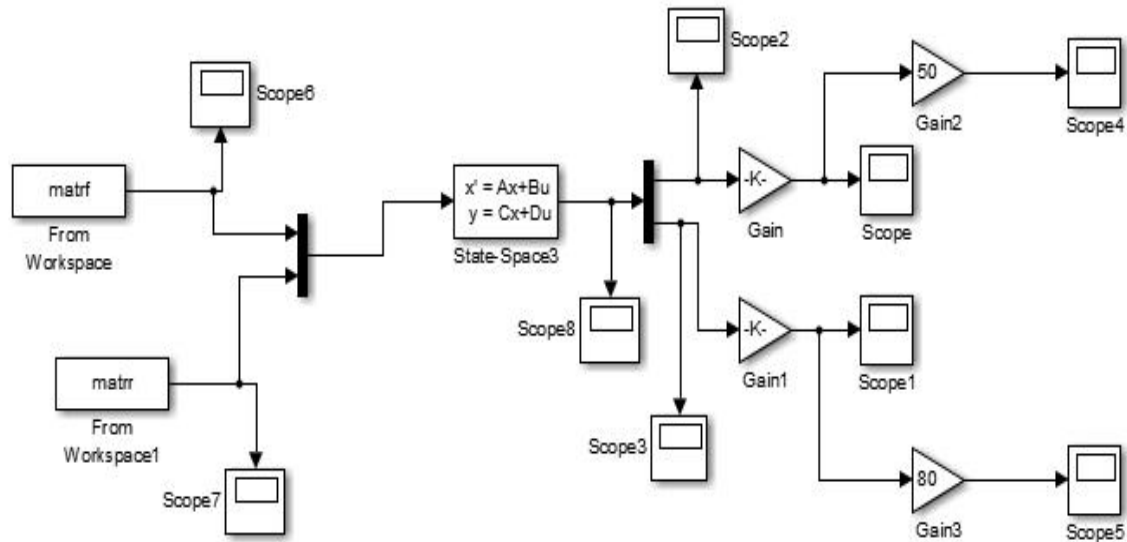 Scope2
Scope6
50
Gain2
Scope4
matrf
From
Workspace
x' = Ax+Bu
y = Cx+Du
State-Space3
-K-
Gain
Scope
Scope8
-K-
Gain1
Scope1
matrr
From
Workspace1
Scope7
Scope3
80
Gain3
Scope5